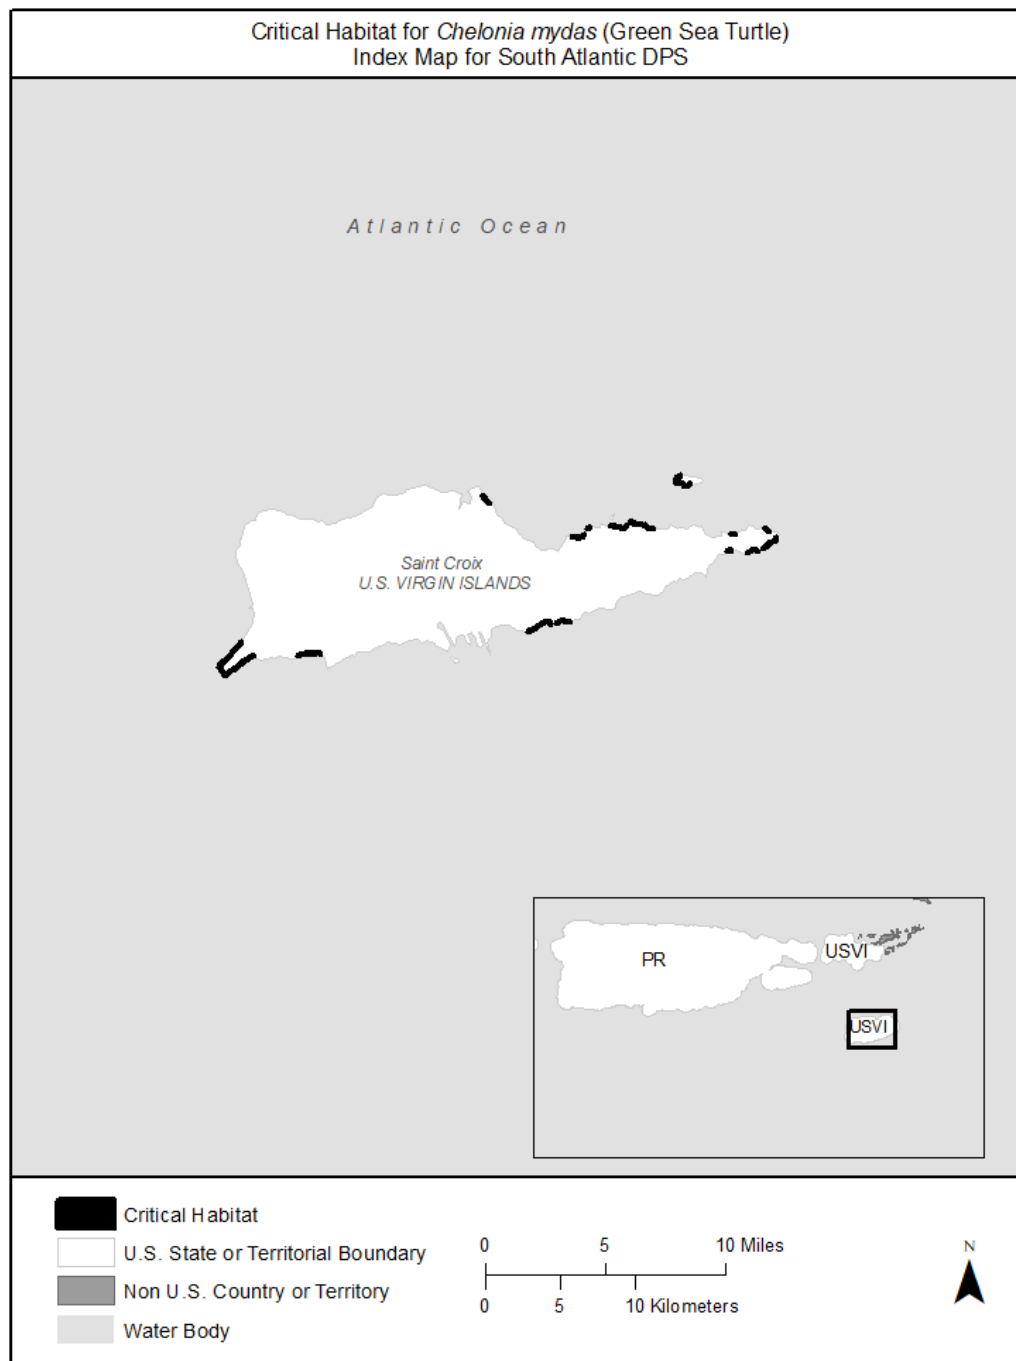 Critical Habitat for Chelonia mydas (Green Sea Turtle)
Index Map for South Atlantic DPS
Atlantic Ocean
Saint Croix
U.S. VIRGIN ISLANDS
PR
USVI
USVI
Critical Habitat
U.S. State or Territorial Boundary
Non U.S. Country or Territory
Water Body
0 5 10 Miles
0 5 10 Kilometers
N